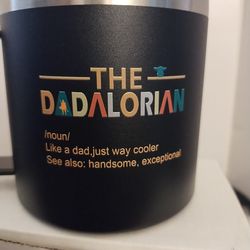 THE
DADALORIAN
/noun/
Like a dad,just way cooler
See also: handsome, exceptional